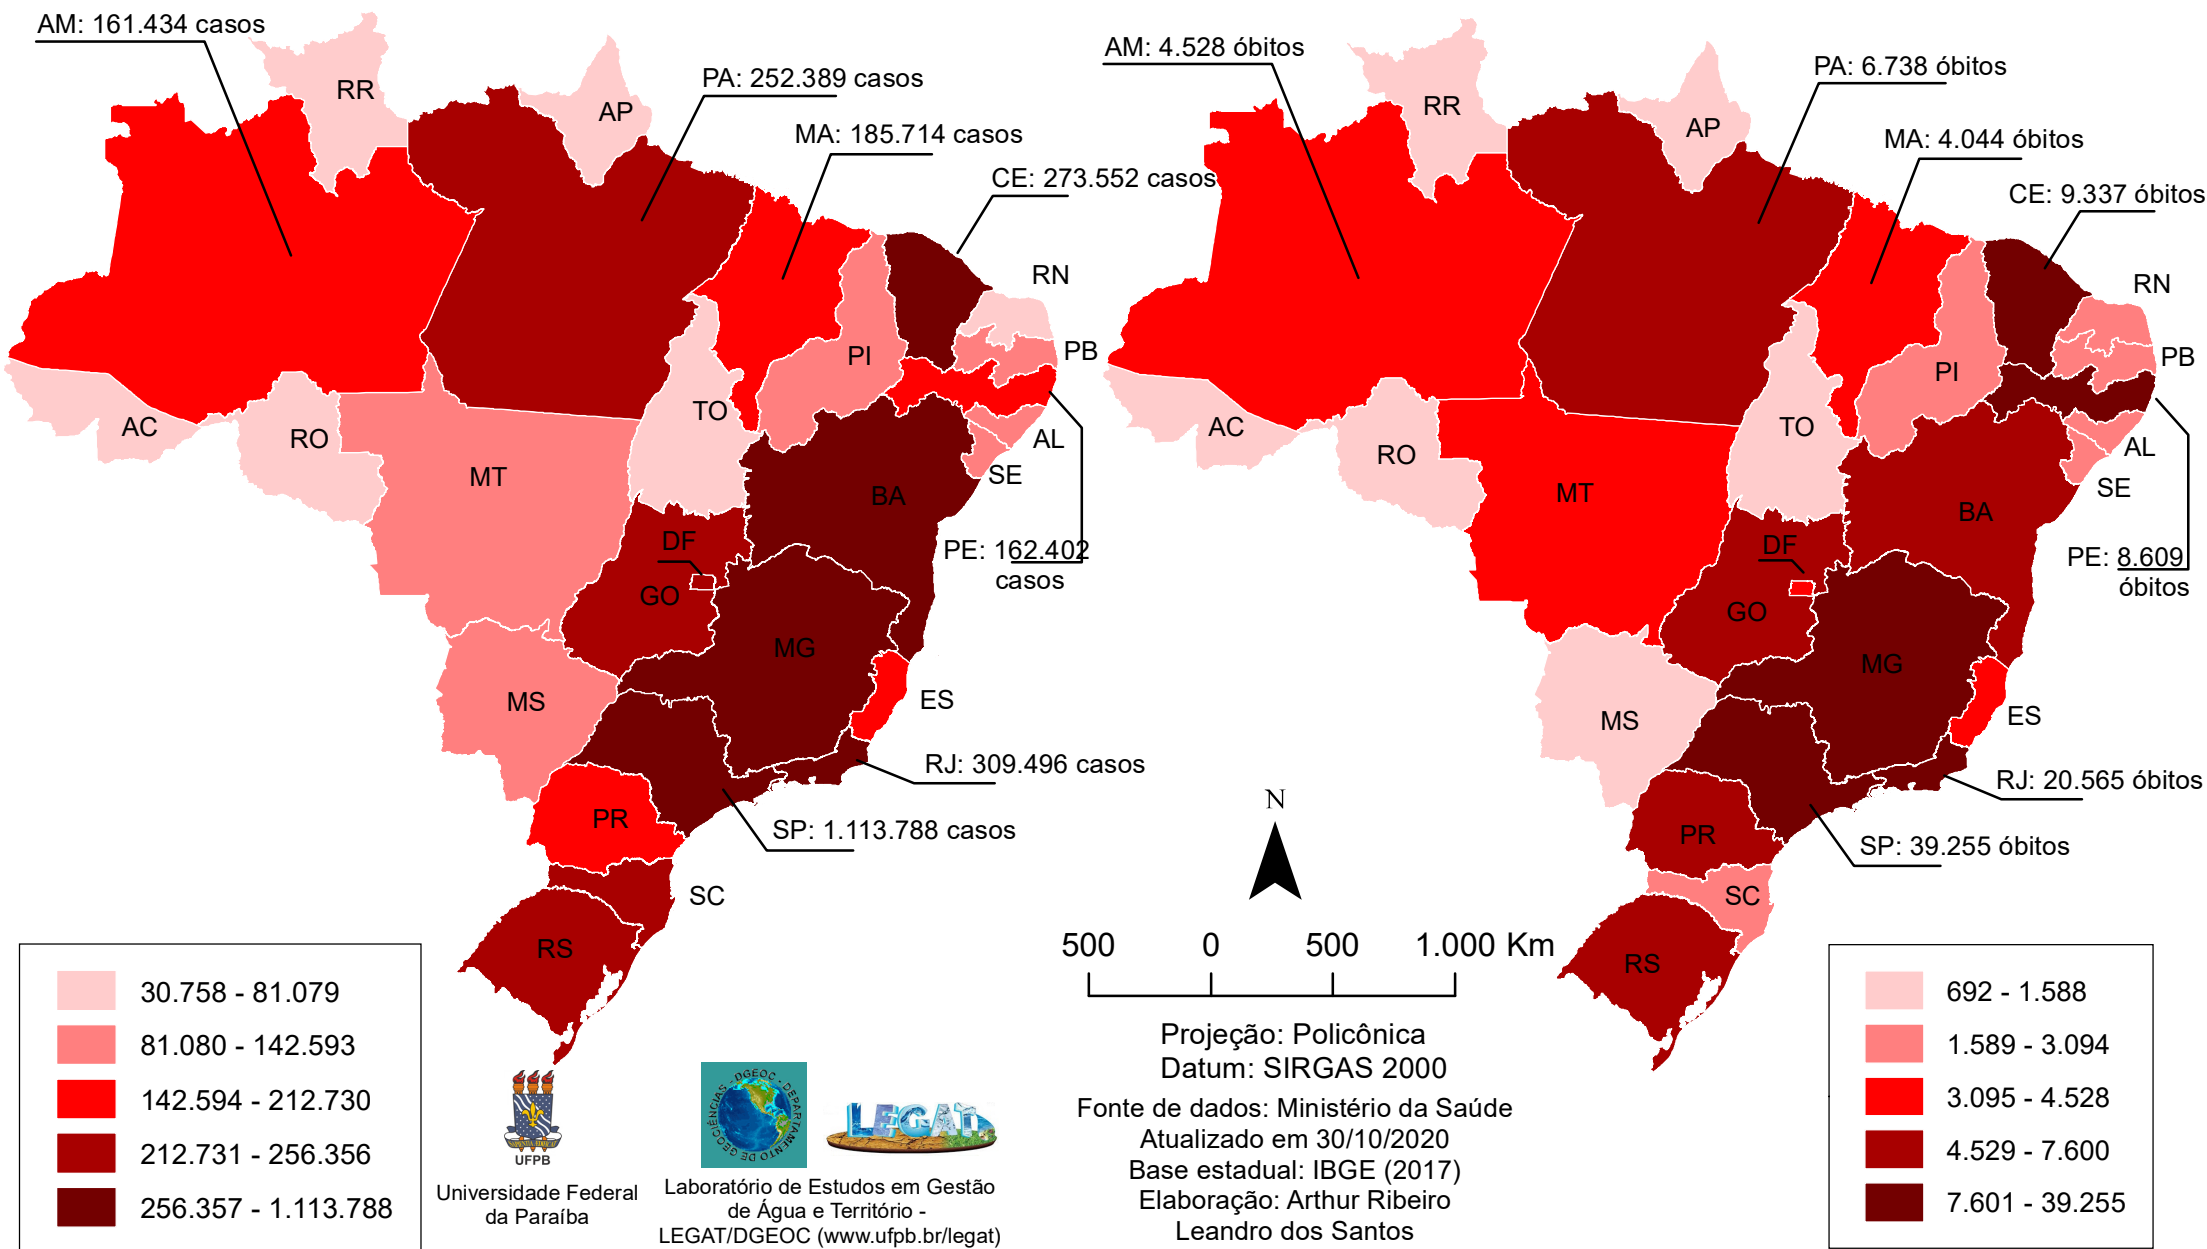 AM: 161.434 casos
RR
AP
PA: 252.389 casos
MA: 185.714 casos
CE: 273.552 casos
RN
PB
PI
TO
AC
RO
MT
AL
SE
BA
PE: 162.402
casos
DF
GO
MG
MS
ES
RJ: 309.496 casos
SP: 1.113.788 casos
PR
SC
RS
30.758 - 81.079
81.080 - 142.593
142.594 - 212.730
212.731 - 256.356
256.357 - 1.113.788
AM: 4.528 óbitos
RR
AP
PA: 6.738 óbitos
MA: 4.044 óbitos
CE: 9.337 óbitos
RN
PB
PI
TO
AC
RO
MT
AL
SE
BA
PE: 8.609
óbitos
DF
GO
MG
MS
ES
RJ: 20.565 óbitos
SP: 39.255 óbitos
PR
SC
RS
692 - 1.588
1.589 - 3.094
3.095 - 4.528
4.529 - 7.600
7.601 - 39.255
N
500 0 500 1.000 Km
Projeção: Policônica
Datum: SIRGAS 2000
Fonte de dados: Ministério da Saúde
Atualizado em 30/10/2020
Base estadual: IBGE (2017)
Elaboração: Arthur Ribeiro
Leandro dos Santos
UFPB
Universidade Federal
da Paraíba
DGEOC - DEPARTAMENTO DE GEOCIÊNCIAS -
LEGAT
Laboratório de Estudos em Gestão
de Água e Território -
LEGAT/DGEOC (www.ufpb.br/legat)